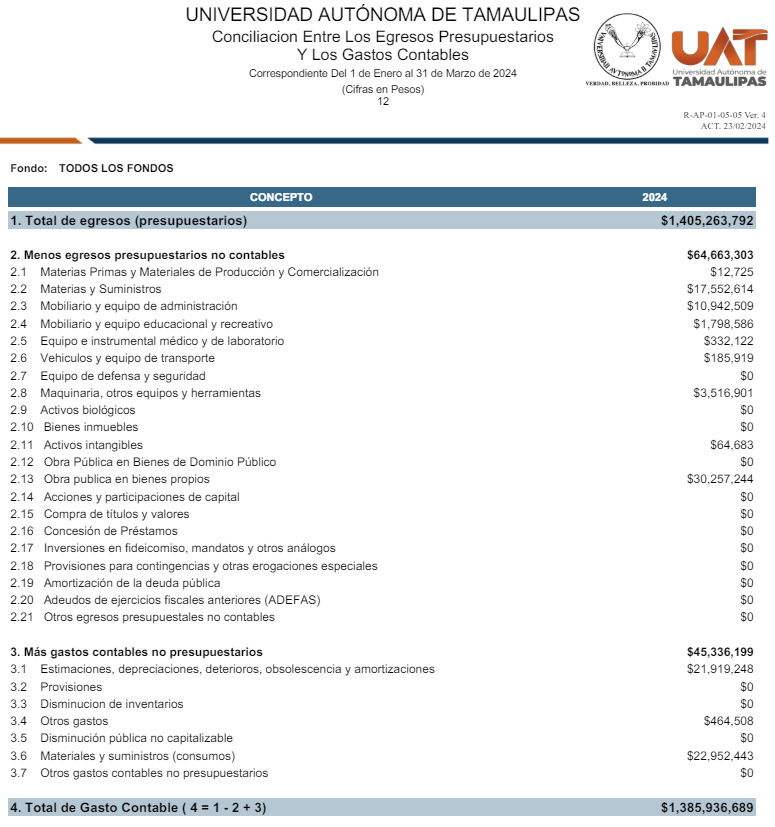 UNIVERSIDAD AUTÓNOMA DE TAMAULIPAS
Conciliacion Entre Los Egresos Presupuestarios
Y Los Gastos Contables
Correspondiente Del 1 de Enero al 31 de Marzo de 2024
(Cifras en Pesos)
12
VERDAD, BELLEZA, PROBIDAD
UAT
Universidad Autónoma de
TAMAULIPAS
R-AP-01-05-05 Ver. 4
ACT. 23/02/2024
Fondo: TODOS LOS FONDOS
CONCEPTO 2024
1. Total de egresos (presupuestarios) $1,405,263,792
2. Menos egresos presupuestarios no contables $64,663,303
2.1 Materias Primas y Materiales de Producción y Comercialización $12,725
2.2 Materias y Suministros $17,552,614
2.3 Mobiliario y equipo de administración $10,942,509
2.4 Mobiliario y equipo educacional y recreativo $1,798,586
2.5 Equipo e instrumental médico y de laboratorio $332,122
2.6 Vehiculos y equipo de transporte $185,919
2.7 Equipo de defensa y seguridad $0
2.8 Maquinaria, otros equipos y herramientas $3,516,901
2.9 Activos biológicos $0
2.10 Bienes inmuebles $0
2.11 Activos intangibles $64,683
2.12 Obra Pública en Bienes de Dominio Público $0
2.13 Obra publica en bienes propios $30,257,244
2.14 Acciones y participaciones de capital $0
2.15 Compra de títulos y valores $0
2.16 Concesión de Préstamos $0
2.17 Inversiones en fideicomiso, mandatos y otros análogos $0
2.18 Provisiones para contingencias y otras erogaciones especiales $0
2.19 Amortización de la deuda pública $0
2.20 Adeudos de ejercicios fiscales anteriores (ADEFAS) $0
2.21 Otros egresos presupuestales no contables $0
3. Más gastos contables no presupuestarios $45,336,199
3.1 Estimaciones, depreciaciones, deterioros, obsolescencia y amortizaciones $21,919,248
3.2 Provisiones $0
3.3 Disminucion de inventarios $0
3.4 Otros gastos $464,508
3.5 Disminución pública no capitalizable $0
3.6 Materiales y suministros (consumos) $22,952,443
3.7 Otros gastos contables no presupuestarios $0
4. Total de Gasto Contable ( 4 = 1 - 2 + 3) $1,385,936,689